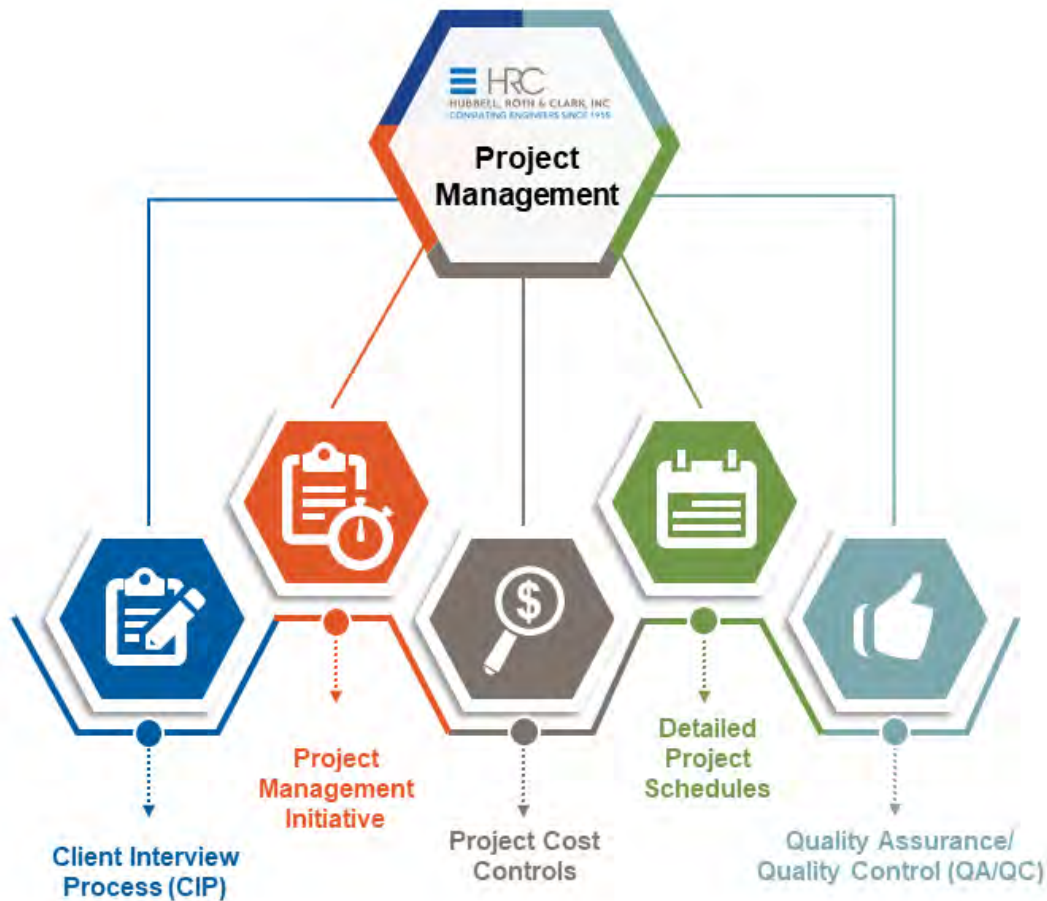 HRC
HUBBELL, ROTH & CLARK, INC
CONSULTING ENGINEERS SINCE 1915
Project
Management
$
Project
Management
Initiative
Detailed
Project
Schedules
Client Interview
Process (CIP)
Project Cost
Controls
Quality Assurance/
Quality Control (QA/QC)